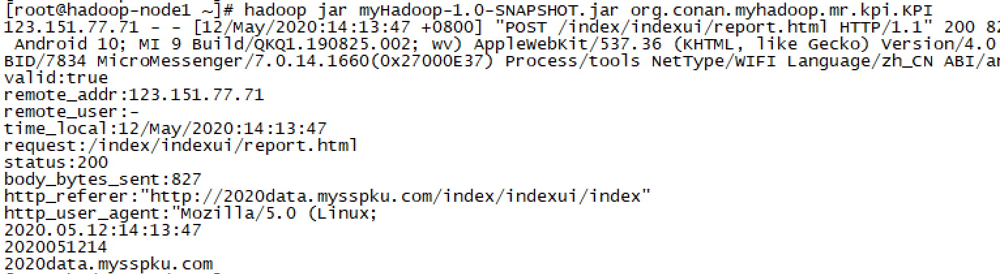 [root@hadoop-node1 ~]# hadoop jar myHadoop-1.0-SNAPSHOT.jar org.conan.myhadoop.mr.kpi.KPI
123.151.77.71 - - [12/May/2020:14:13:47 +0800] "POST /index/indexui/report.html HTTP/1.1" 200 82
Android 10; MI 9 Build/QKQ1.190825.002; wv) AppleWebKit/537.36 (KHTML, like Gecko) Version/4.0
BID/7834 MicroMessenger/7.0.14.1660(0x27000E37) Process/tools NetType/WIFI Language/zh_CN ABI/ar
valid:true
remote_addr:123.151.77.71
remote_user:-
time_local:12/May/2020:14:13:47
request:/index/indexui/report.html
status:200
body_bytes_sent:827
http_referer:"http://2020data.mysspku.com/index/indexui/index"
http_user_agent:"Mozilla/5.0 (Linux;
2020.05.12:14:13:47
2020051214
2020data.mysspku.com